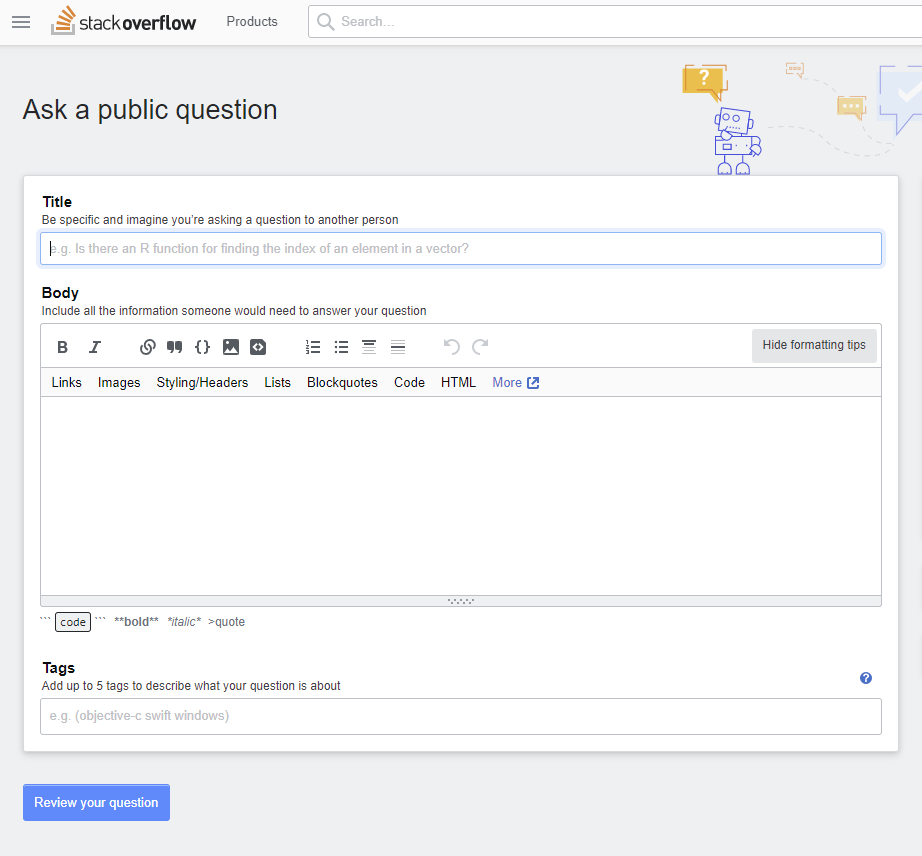 stack overflow Products Search...
Ask a public question
?
Title
Be specific and imagine you're asking a question to another person
e.g. Is there an R function for finding the index of an element in a vector?
Body
Include all the information someone would need to answer your question
B I Hide formatting tips
Links Images Styling/Headers Lists Blockquotes Code HTML More
``` code ``` **bold** *italic* >quote
Tags
Add up to 5 tags to describe what your question is about
?
e.g. (objective-c swift windows)
Review your question